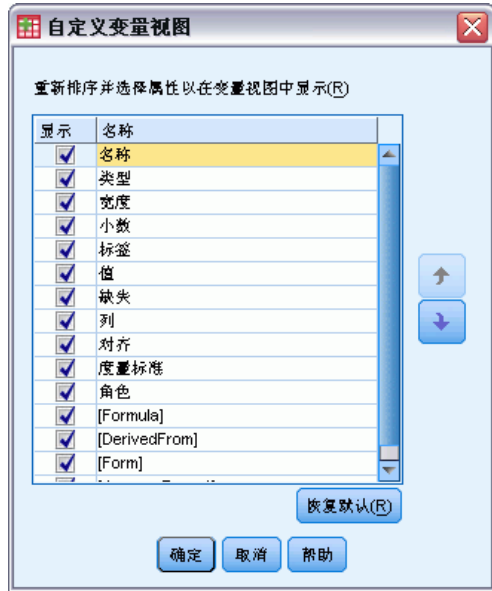 自定义变量视图
重新排序并选择属性以在变量视图中显示(R)
显示 名称
名称
类型
宽度
小数
标签
值
缺失
列
对齐
度量标准
角色
[Formula]
[DerivedFrom]
[Form]
恢复默认(R)
确定 取消 帮助